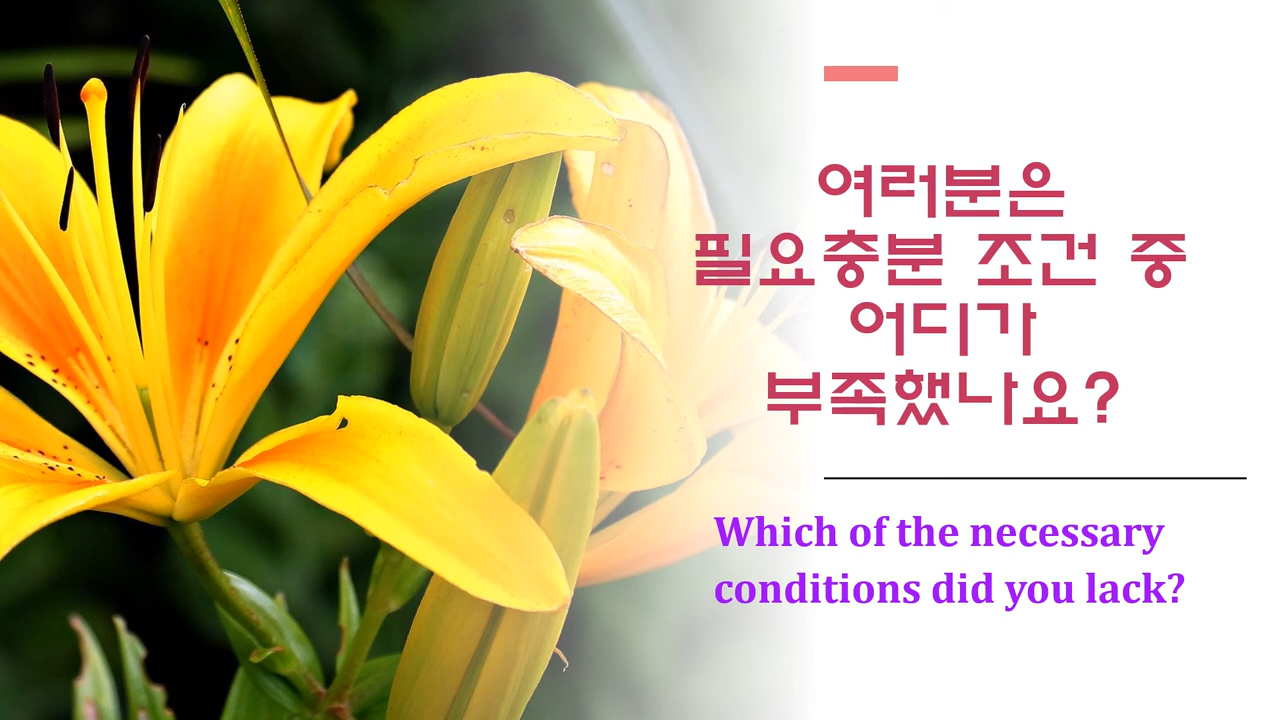 여러분은
필요충분 조건 중
어디가
부족했나요?
Which of the necessary
conditions did you lack?